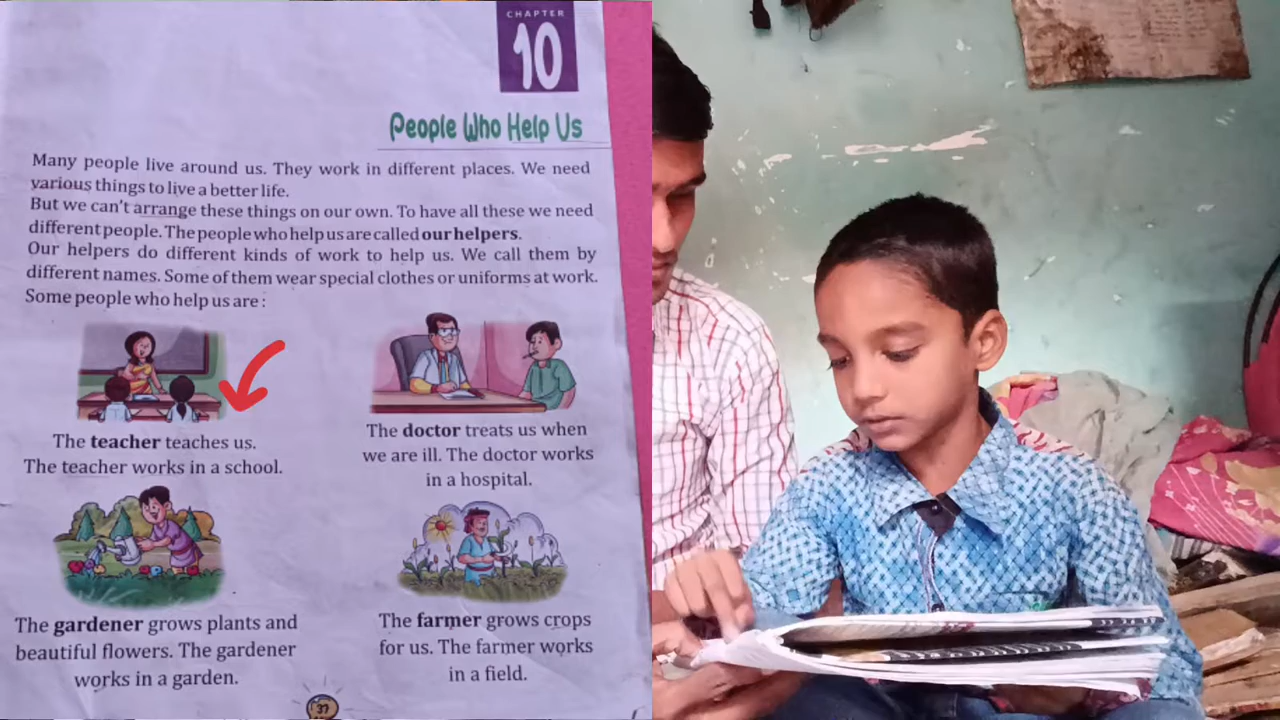 CHAPTER
10
People Who Help Us
Many people live around us. They work in different places. We need
various things to live a better life.
But we can't arrange these things on our own. To have all these we need
different people. The people who help us are called our helpers.
Our helpers do different kinds of work to help us. We call them by
different names. Some of them wear special clothes or uniforms at work.
Some people who help us are :
The teacher teaches us.
The teacher works in a school.
The doctor treats us when
we are ill. The doctor works
in a hospital.
The gardener grows plants and
beautiful flowers. The gardener
works in a garden.
The farmer grows crops
for us. The farmer works
in a field.
37